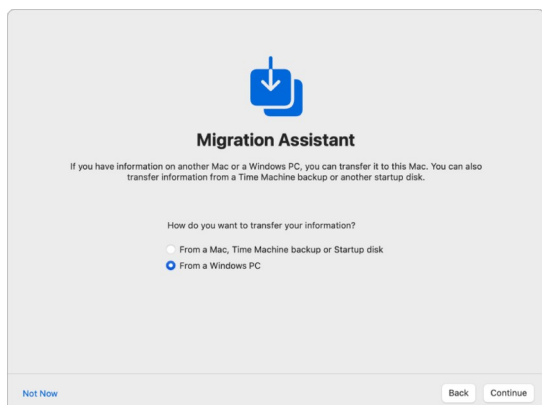 Migration Assistant
If you have information on another Mac or a Windows PC, you can transfer it to this Mac. You can also
transfer information from a Time Machine backup or another startup disk.
How do you want to transfer your information?
From a Mac, Time Machine backup or Startup disk
From a Windows PC
Not Now
Back
Continue